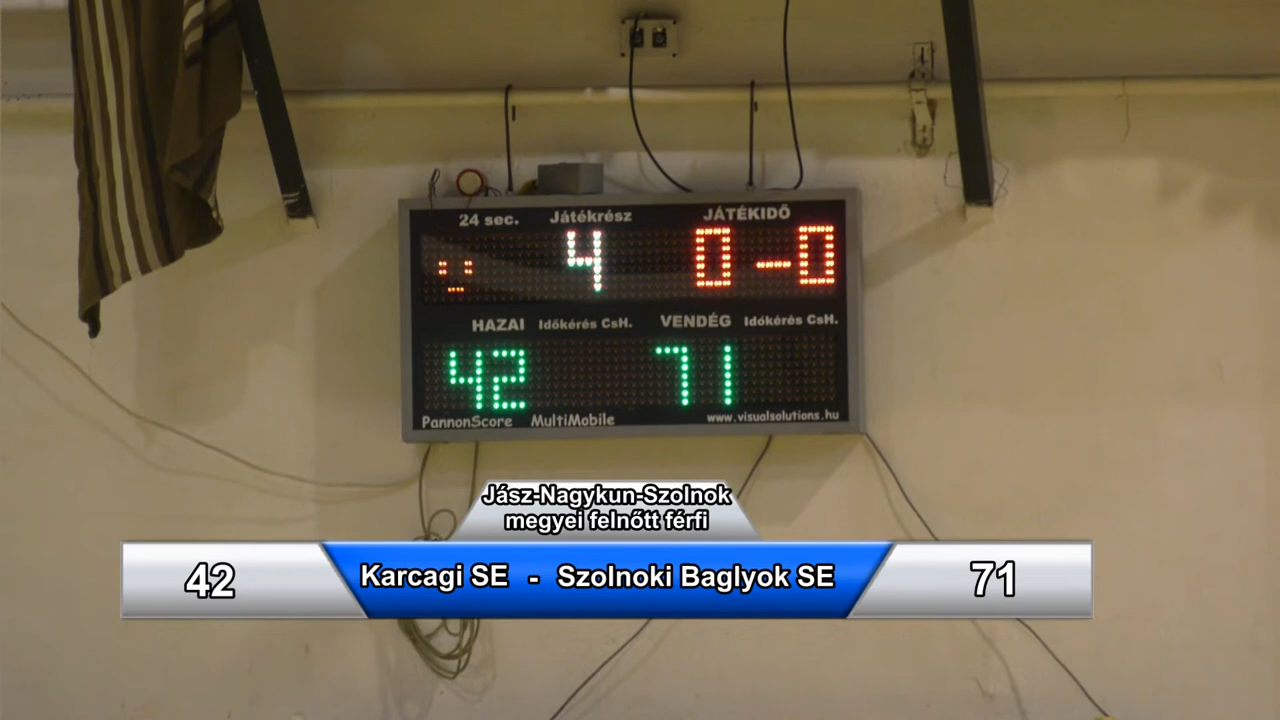 24 sec. Játékrész JÁTÉKIDŐ
4 0-0
HAZAI Időkérés CsH. VENDÉG Időkérés CsH.
42 71
PannonScore MultiMobile www.visualsolutions.hu
Jász-Nagykun-Szolnok
megyei felnőtt férfi
42 Karcagi SE - Szolnoki Baglyok SE 71